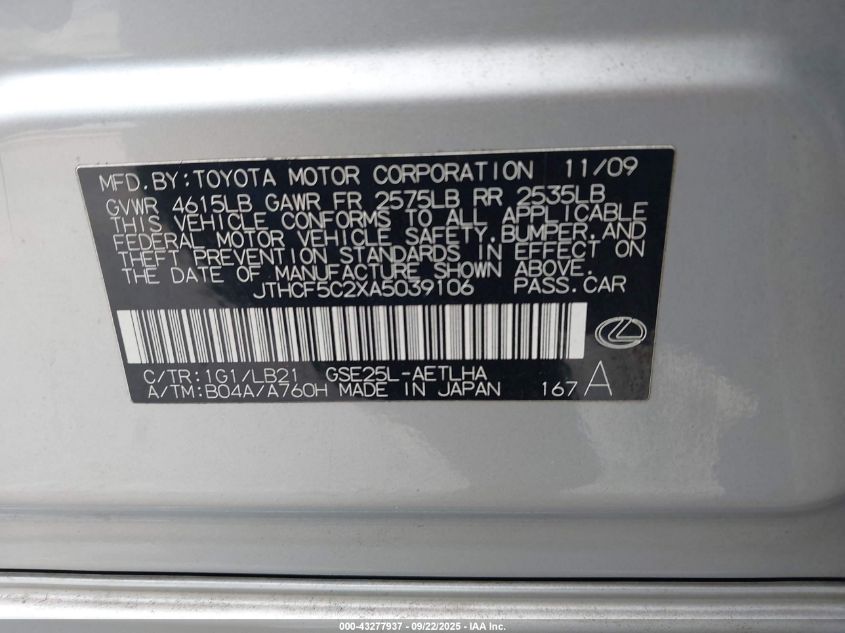 MFD. BY: TOYOTA MOTOR CORPORATION 11/09
GVWR 4615LB GAWR FR 2575LB RR 2535LB
THIS VEHICLE CONFORMS TO ALL APPLICABLE
FEDERAL MOTOR VEHICLE SAFETY, BUMPER, AND
THEFT PREVENTION STANDARDS IN EFFECT ON
THE DATE OF MANUFACTURE SHOWN ABOVE.
JTHCF5C2XA5039106 PASS. CAR
C/TR: 1G1/LB21 GSE25L-AETLHA
A/TM: B04A/A760H MADE IN JAPAN 167 A
000-43277937 - 09/22/2025 - IAA Inc.